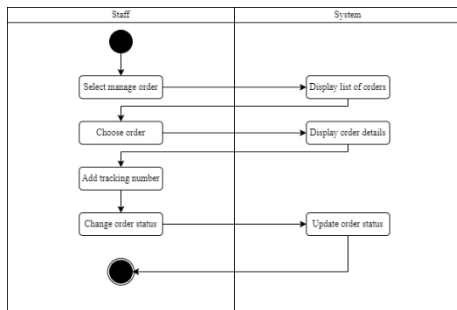 Staff
System
Select manage order
Display list of orders
Choose order
Display order details
Add tracking number
Change order status
Update order status